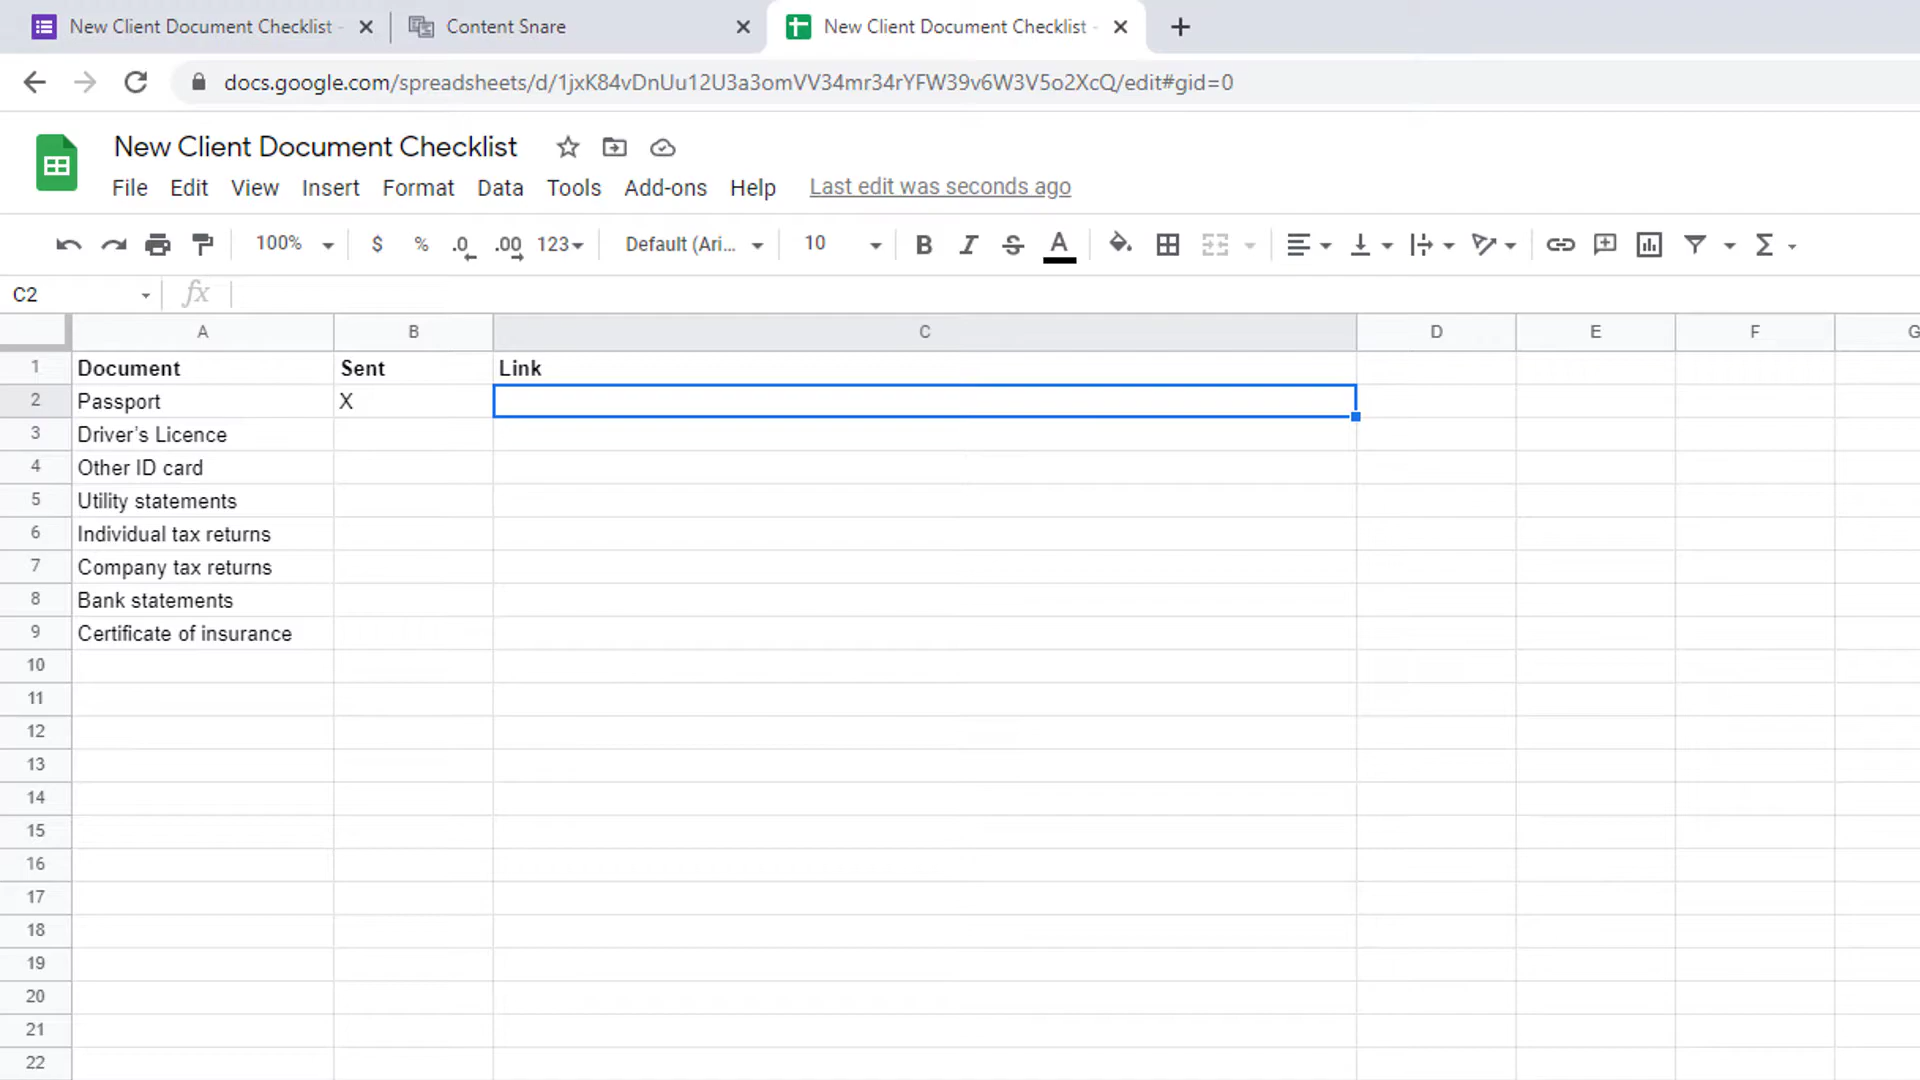 New Client Document Checklist -
Content Snare
New Client Document Checklist -
docs.google.com/spreadsheets/d/1jxK84vDnUu12U3a3omVV34mr34rYFW39v6W3V5o2XcQ/edit#gid=0
New Client Document Checklist
File Edit View Insert Format Data Tools Add-ons Help Last edit was seconds ago
100% $ % .0 .00 123 Default (Ari... 10 B I S A Σ
C2 fx
A B C D E F G
1 Document Sent Link
2 Passport X
3 Driver's Licence
4 Other ID card
5 Utility statements
6 Individual tax returns
7 Company tax returns
8 Bank statements
9 Certificate of insurance
10
11
12
13
14
15
16
17
18
19
20
21
22